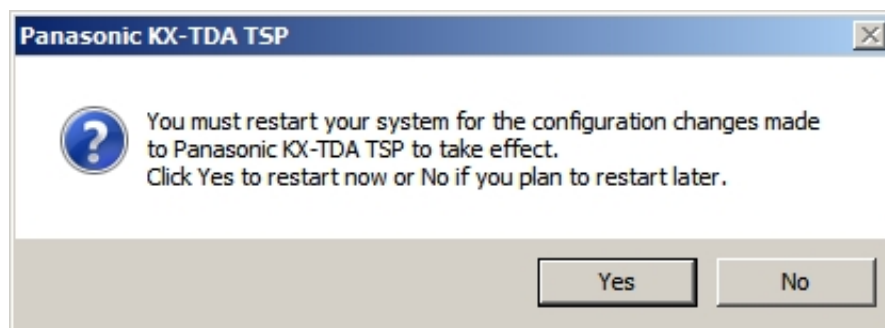 Panasonic KX-TDA TSP
You must restart your system for the configuration changes made
to Panasonic KX-TDA TSP to take effect.
Click Yes to restart now or No if you plan to restart later.
Yes No